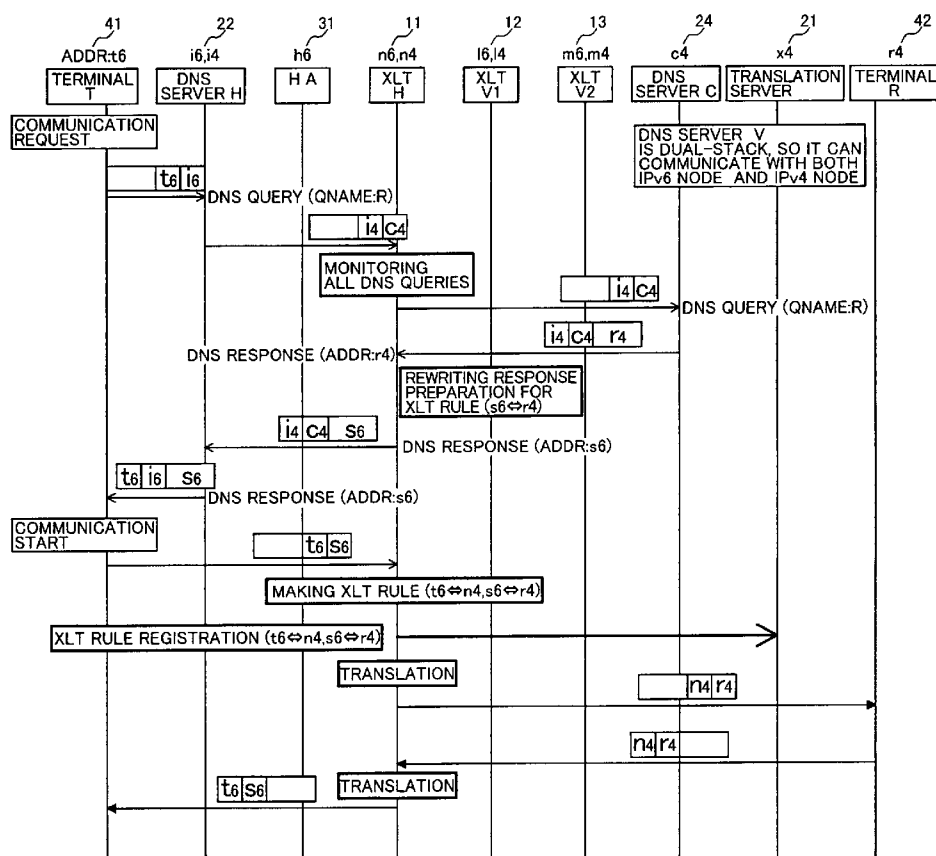 41 22 31 11 12 13 24 21 42
ADDR:t6 i6,i4 h6 n6,n4 l6,l4 m6,m4 c4 x4 r4
TERMINAL T
DNS SERVER H
H A
XLT H
XLT V1
XLT V2
DNS SERVER C
TRANSLATION SERVER
TERMINAL R
COMMUNICATION
REQUEST
DNS SERVER V
IS DUAL-STACK, SO IT CAN
COMMUNICATE WITH BOTH
IPv6 NODE AND IPv4 NODE
t6 i6
DNS QUERY (QNAME:R)
i4 c4
MONITORING
ALL DNS QUERIES
i4 c4
DNS QUERY (QNAME:R)
i4 c4 r4
DNS RESPONSE (ADDR:r4)
REWRITING RESPONSE
PREPARATION FOR
XLT RULE (s6⇔r4)
i4 c4 s6
DNS RESPONSE (ADDR:s6)
t6 i6 s6
DNS RESPONSE (ADDR:s6)
COMMUNICATION
START
t6 s6
MAKING XLT RULE (t6⇔n4,s6⇔r4)
XLT RULE REGISTRATION (t6⇔n4,s6⇔r4)
TRANSLATION
n4 r4
n4 r4
t6 s6
TRANSLATION